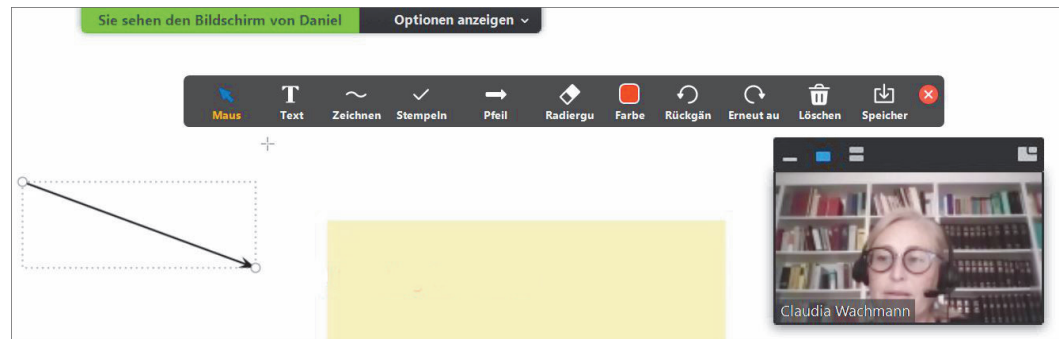 Sie sehen den Bildschirm von Daniel Optionen anzeigen
Maus Text Zeichnen Stempeln Pfeil Radiergu Farbe Rückgän Erneut au Löschen Speicher
Claudia Wachmann